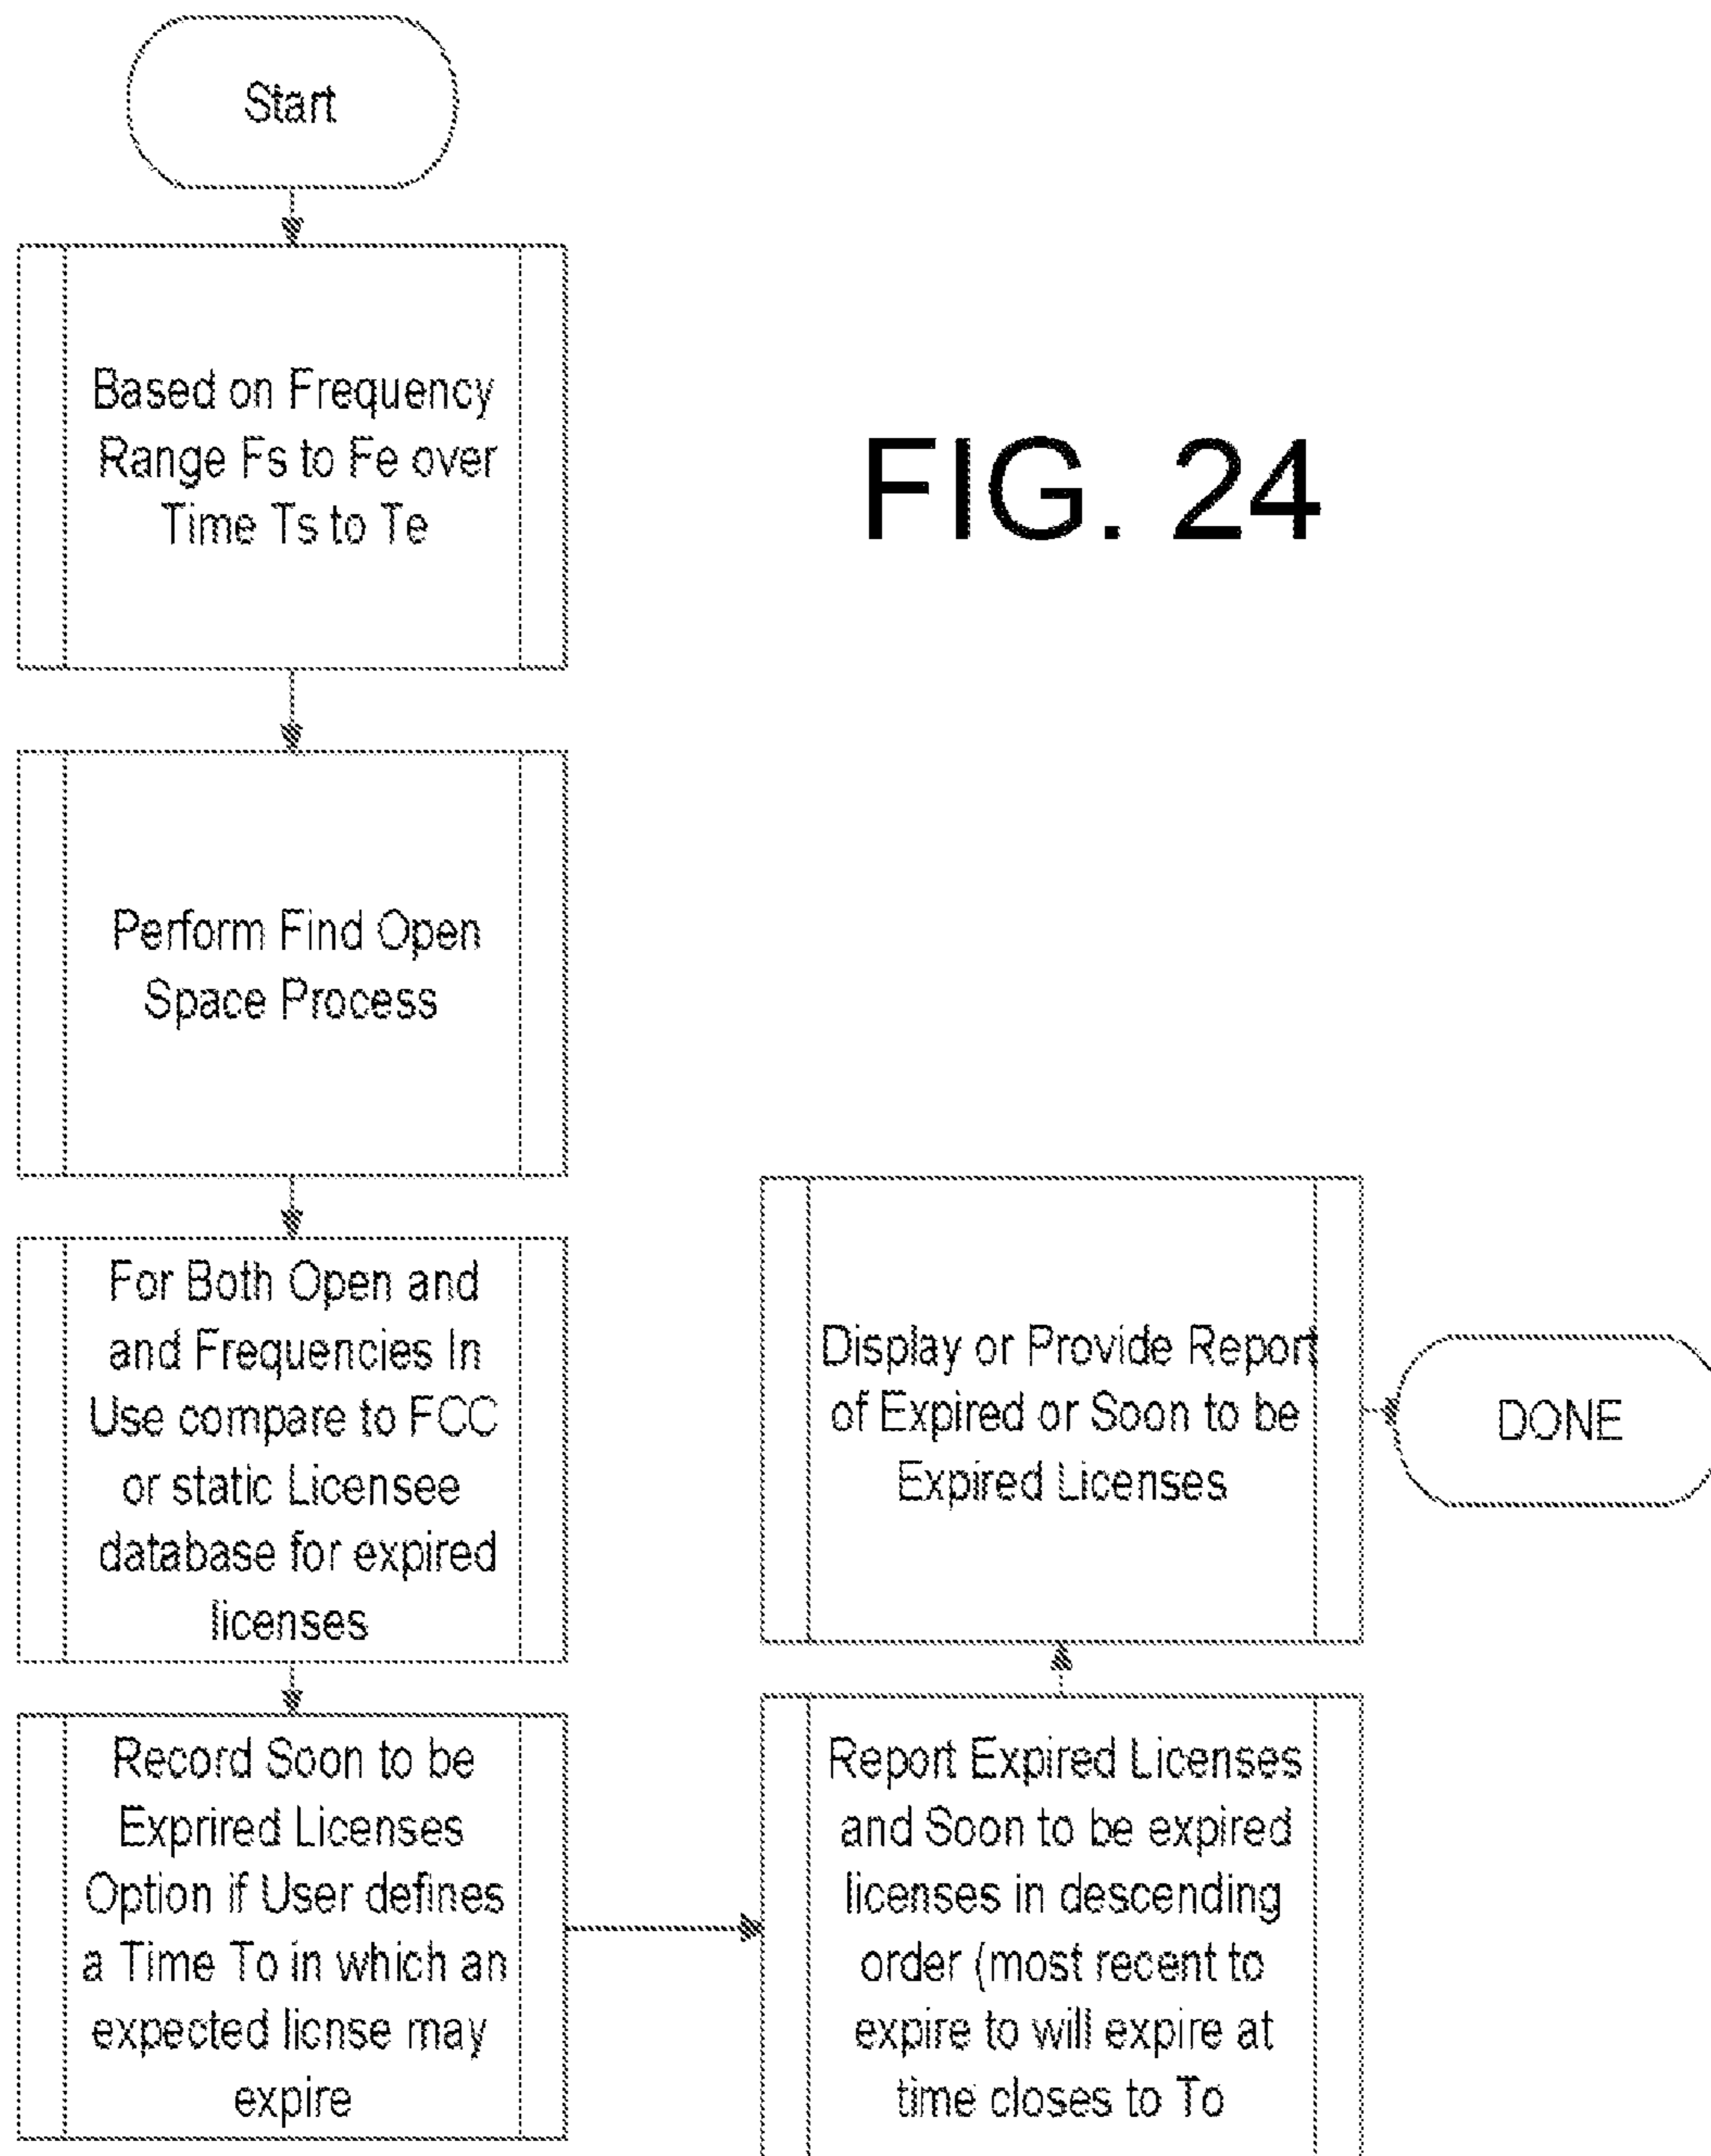 Start
Based on Frequency
Range Fs to Fe over
Time Ts to Te
FIG. 24
Perform Find Open
Space Process
For Both Open and
and Frequencies In
Use compare to FCC
or static Licensee
database for expired
licenses
Record Soon to be
Exprired Licenses
Option if User defines
a Time To in which an
expected licnse may
expire
Report Expired Licenses
and Soon to be expired
licenses in descending
order (most recent to
expire to will expire at
time closes to To
Display or Provide Report
of Expired or Soon to be
Expired Licenses
DONE